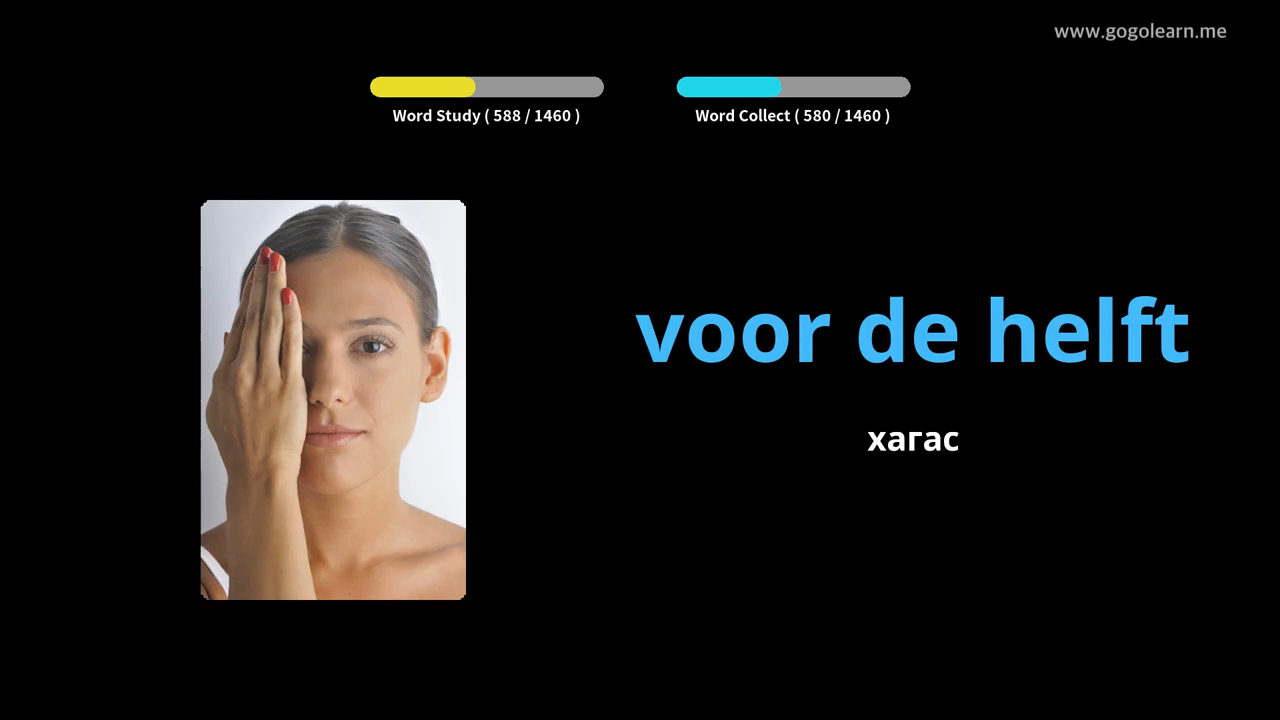 www.gogolearn.me
Word Study ( 588 / 1460 )
Word Collect ( 580 / 1460 )
voor de helft
хагас